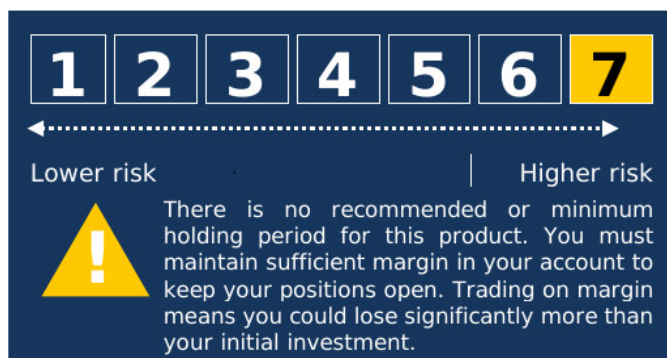 1 2 3 4 5 6 7
Lower risk Higher risk
!
There is no recommended or minimum
holding period for this product. You must
maintain sufficient margin in your account to
keep your positions open. Trading on margin
means you could lose significantly more than
your initial investment.